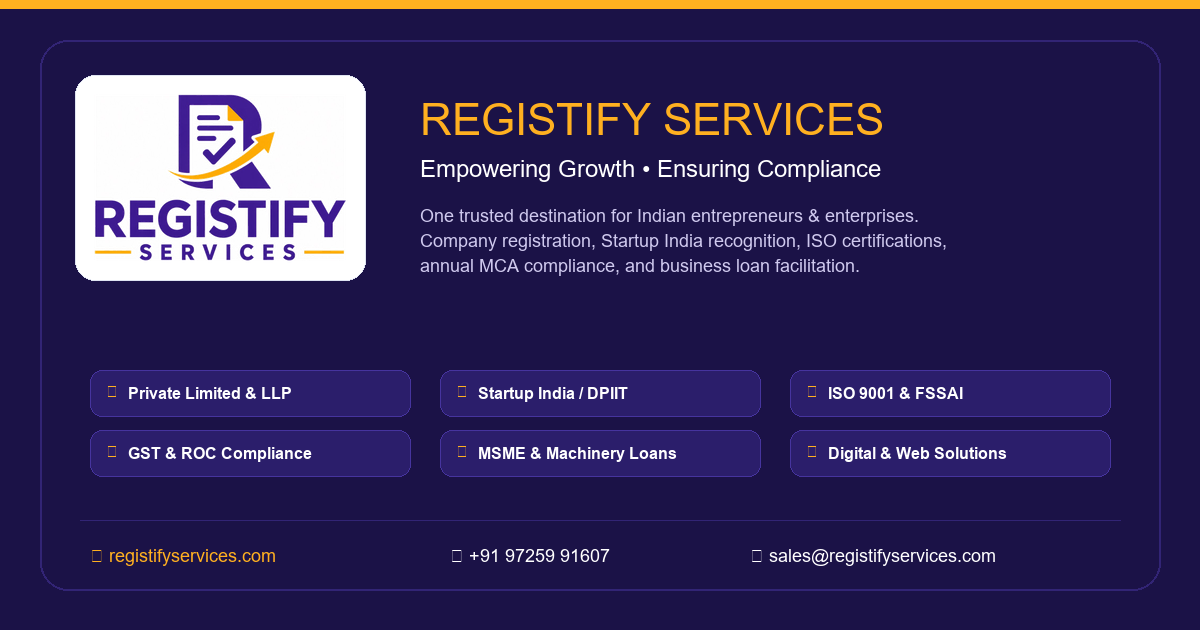 REGISTIFY
SERVICES
REGISTIFY SERVICES
Empowering Growth • Ensuring Compliance
One trusted destination for Indian entrepreneurs & enterprises.
Company registration, Startup India recognition, ISO certifications,
annual MCA compliance, and business loan facilitation.
Private Limited & LLP
Startup India / DPIIT
ISO 9001 & FSSAI
GST & ROC Compliance
MSME & Machinery Loans
Digital & Web Solutions
registifyservices.com
+91 97259 91607
sales@registifyservices.com